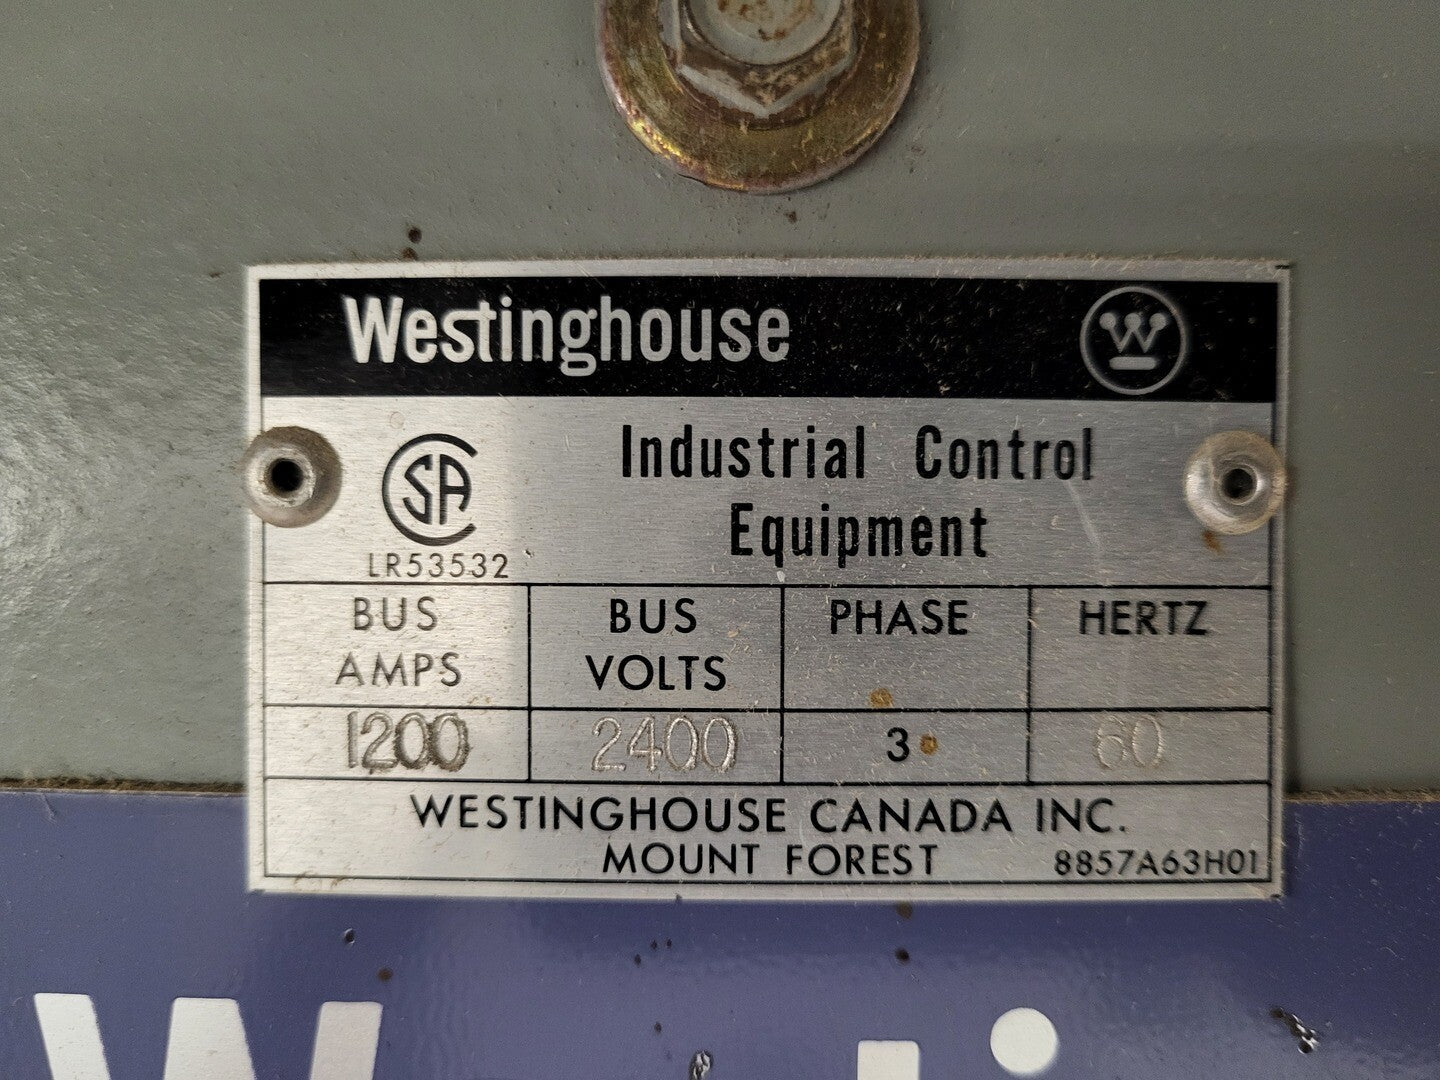 Westinghouse
W
CSA
LR53532
Industrial Control
Equipment
BUS AMPS
BUS VOLTS
PHASE
HERTZ
1200
2400
3
60
WESTINGHOUSE CANADA INC.
MOUNT FOREST
8857A63H01